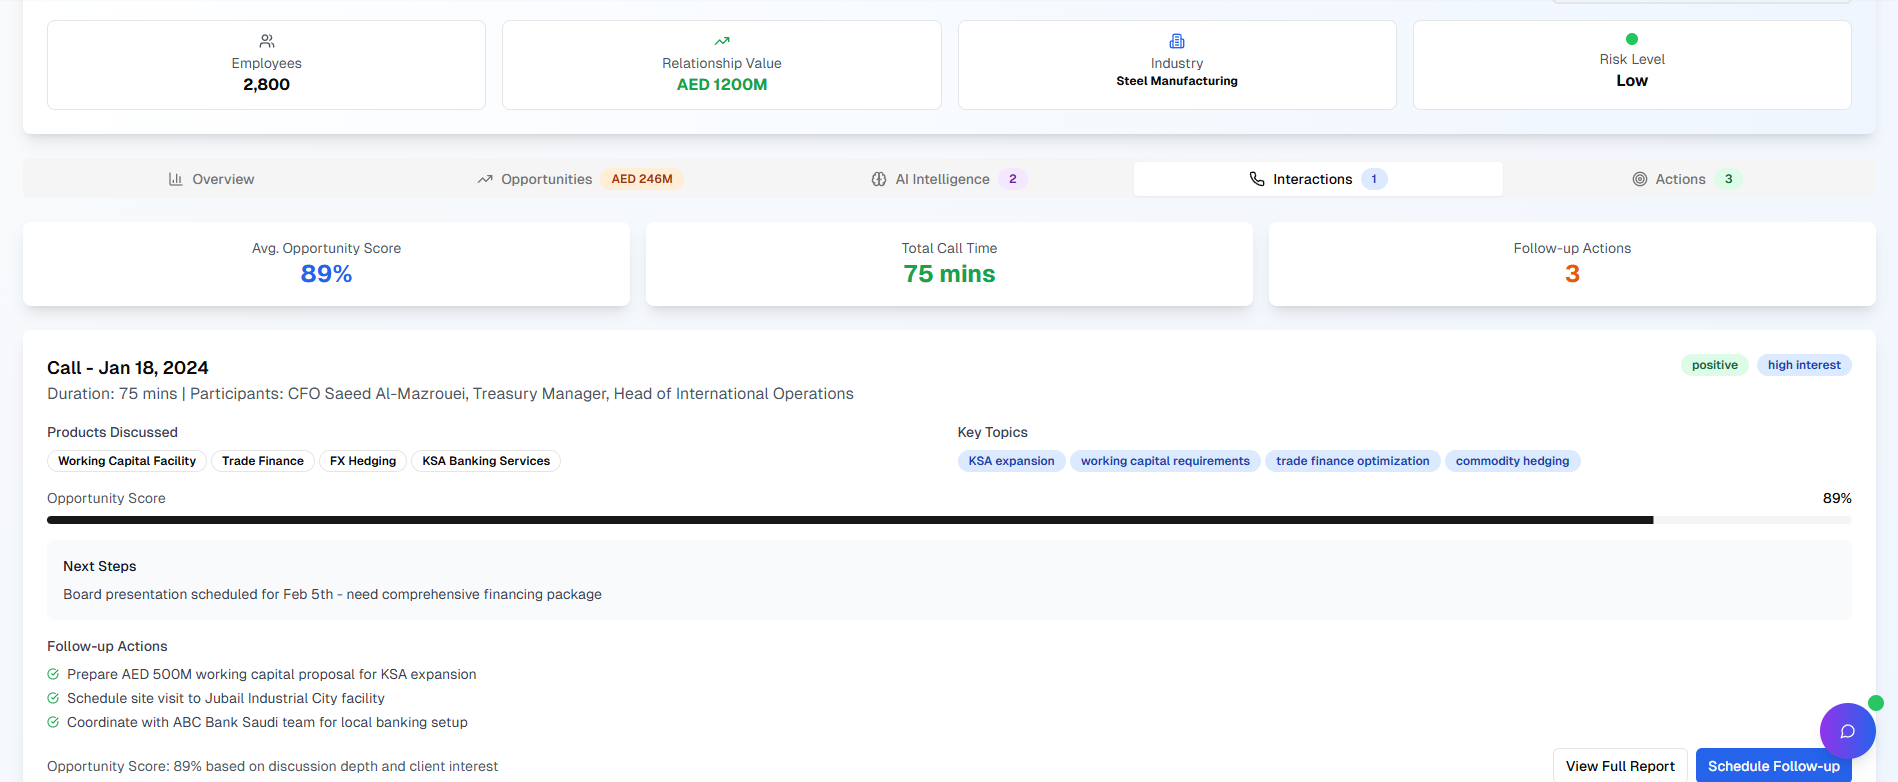 Employees
2,800
Relationship Value
AED 1200M
Industry
Steel Manufacturing
Risk Level
Low
Overview
Opportunities AED 246M
AI Intelligence 2
Interactions 1
Actions 3
Avg. Opportunity Score
89%
Total Call Time
75 mins
Follow-up Actions
3
Call - Jan 18, 2024
positive high interest
Duration: 75 mins | Participants: CFO Saeed Al-Mazrouei, Treasury Manager, Head of International Operations
Products Discussed
Working Capital Facility Trade Finance FX Hedging KSA Banking Services
Key Topics
KSA expansion working capital requirements trade finance optimization commodity hedging
Opportunity Score 89%
Next Steps
Board presentation scheduled for Feb 5th - need comprehensive financing package
Follow-up Actions
Prepare AED 500M working capital proposal for KSA expansion
Schedule site visit to Jubail Industrial City facility
Coordinate with ABC Bank Saudi team for local banking setup
Opportunity Score: 89% based on discussion depth and client interest
View Full Report Schedule Follow-up